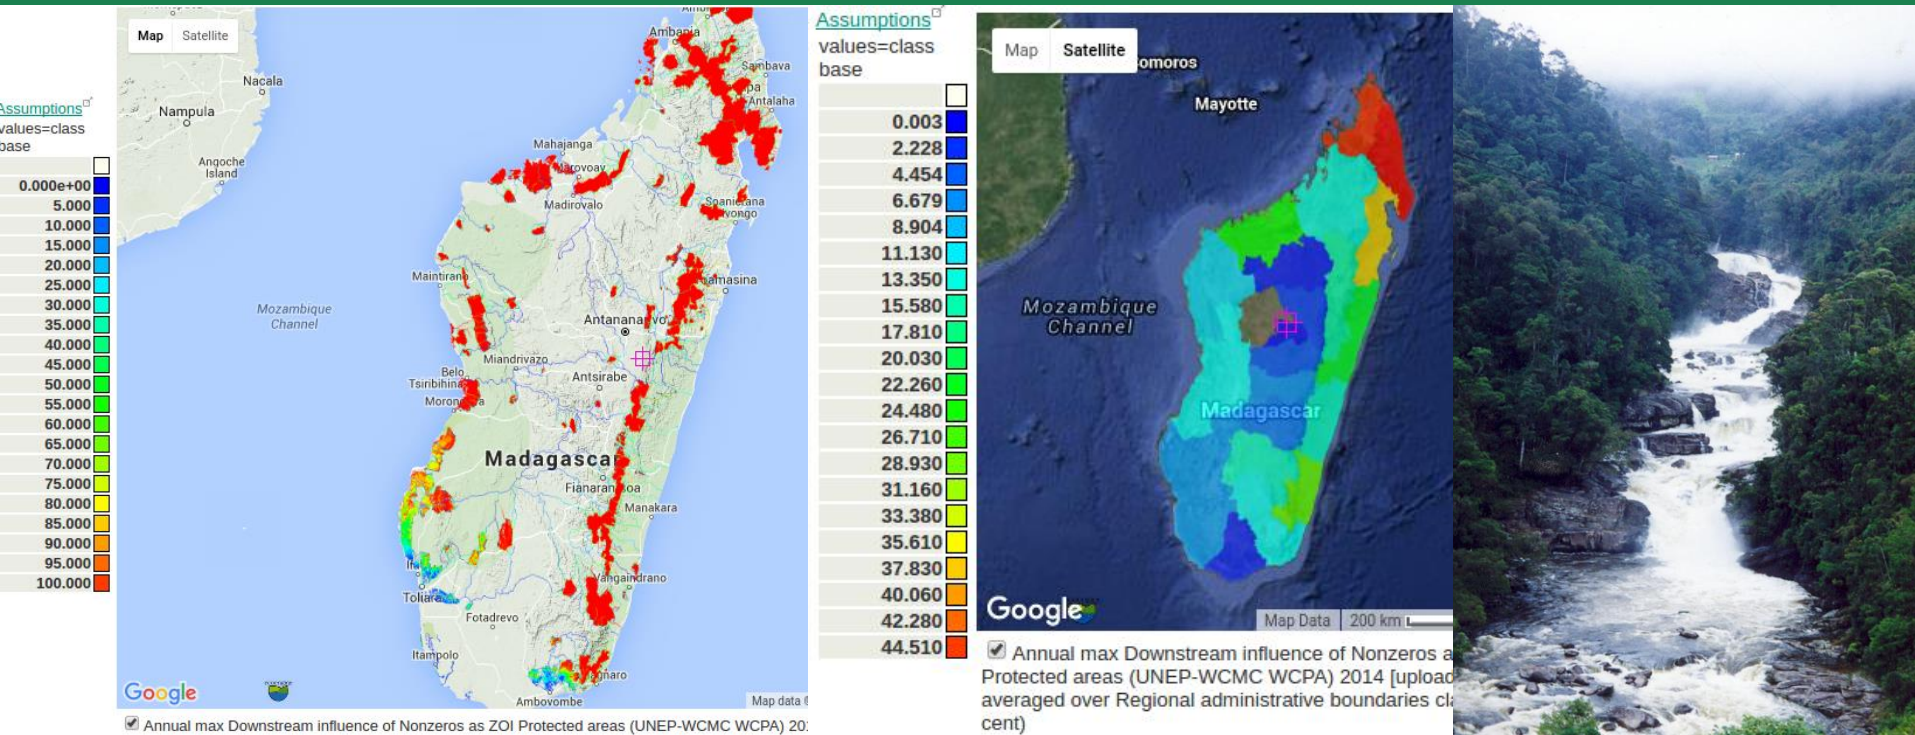 Assumptions
values=class
base
0.000e+00
5.000
10.000
15.000
20.000
25.000
30.000
35.000
40.000
45.000
50.000
55.000
60.000
65.000
70.000
75.000
80.000
85.000
90.000
95.000
100.000
Map Satellite
Nacala
Nampula
Angoche
Island
Mozambique
Channel
Ambanja
Sambava
Antalaha
Mahajanga
Marovoay
Madirovalo
Maintirano
Antananarivo
Miandrivazo
Belo
Tsiribihina
Antsirabe
Madagascar
Manakara
Vangaindrano
Toliara
Fotadrevo
Itampolo
Ambovombe
Google
Map data
Annual max Downstream influence of Nonzeros as ZOI Protected areas (UNEP-WCMC WCPA) 20
Assumptions
values=class
base
0.003
2.228
4.454
6.679
8.904
11.130
13.350
15.580
17.810
20.030
22.260
24.480
26.710
28.930
31.160
33.380
35.610
37.830
40.060
42.280
44.510
Map Satellite
omoros
Mayotte
Mozambique
Channel
Madagascar
Google
Map Data 200 km
Annual max Downstream influence of Nonzeros a
Protected areas (UNEP-WCMC WCPA) 2014 [upload
averaged over Regional administrative boundaries cl
cent)